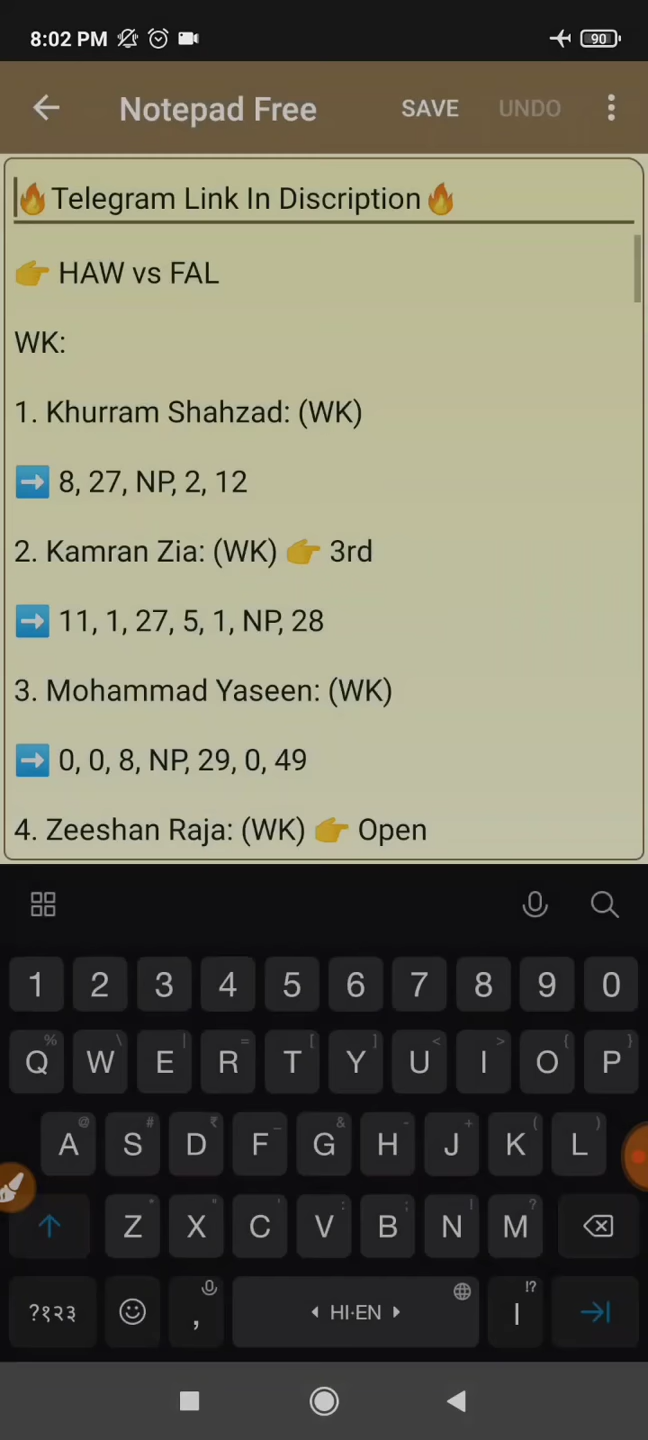 8:02 PM 90
Notepad Free SAVE UNDO
🔥Telegram Link In Discription🔥
👉 HAW vs FAL
WK:
1. Khurram Shahzad: (WK)
➡️ 8, 27, NP, 2, 12
2. Kamran Zia: (WK) 👉 3rd
➡️ 11, 1, 27, 5, 1, NP, 28
3. Mohammad Yaseen: (WK)
➡️ 0, 0, 8, NP, 29, 0, 49
4. Zeeshan Raja: (WK) 👉 Open
1 2 3 4 5 6 7 8 9 0
% \ | = [ ] < > { }
Q W E R T Y U I O P
@ # ₹ _ & - + ( )
A S D F G H J K L
* " ' : ; ! ?
Z X C V B N M
!?
?१२३ , HI·EN ।